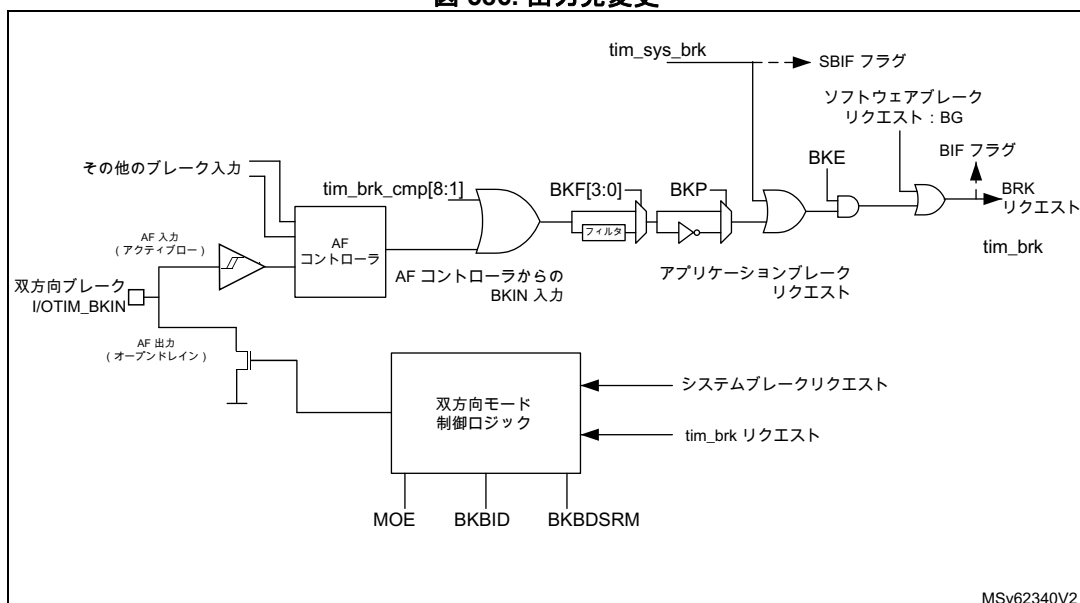 図 696. 出力先変更
tim_sys_brk
SBIF フラグ
ソフトウェアブレーク
リクエスト : BG
BIF フラグ
BKE
その他のブレーク入力
tim_brk_cmp[8:1]
BKF[3:0]
BKP
BRK
リクエスト
フィルタ
tim_brk
AF 入力
( アクティブロー )
AF
コントローラ
AF コントローラからの
BKIN 入力
アプリケーションブレーク
リクエスト
双方向ブレーク
I/OTIM_BKIN
AF 出力
( オープンドレイン )
双方向モード
制御ロジック
システムブレークリクエスト
tim_brk リクエスト
MOE
BKBID
BKBDSRM
MSv62340V2